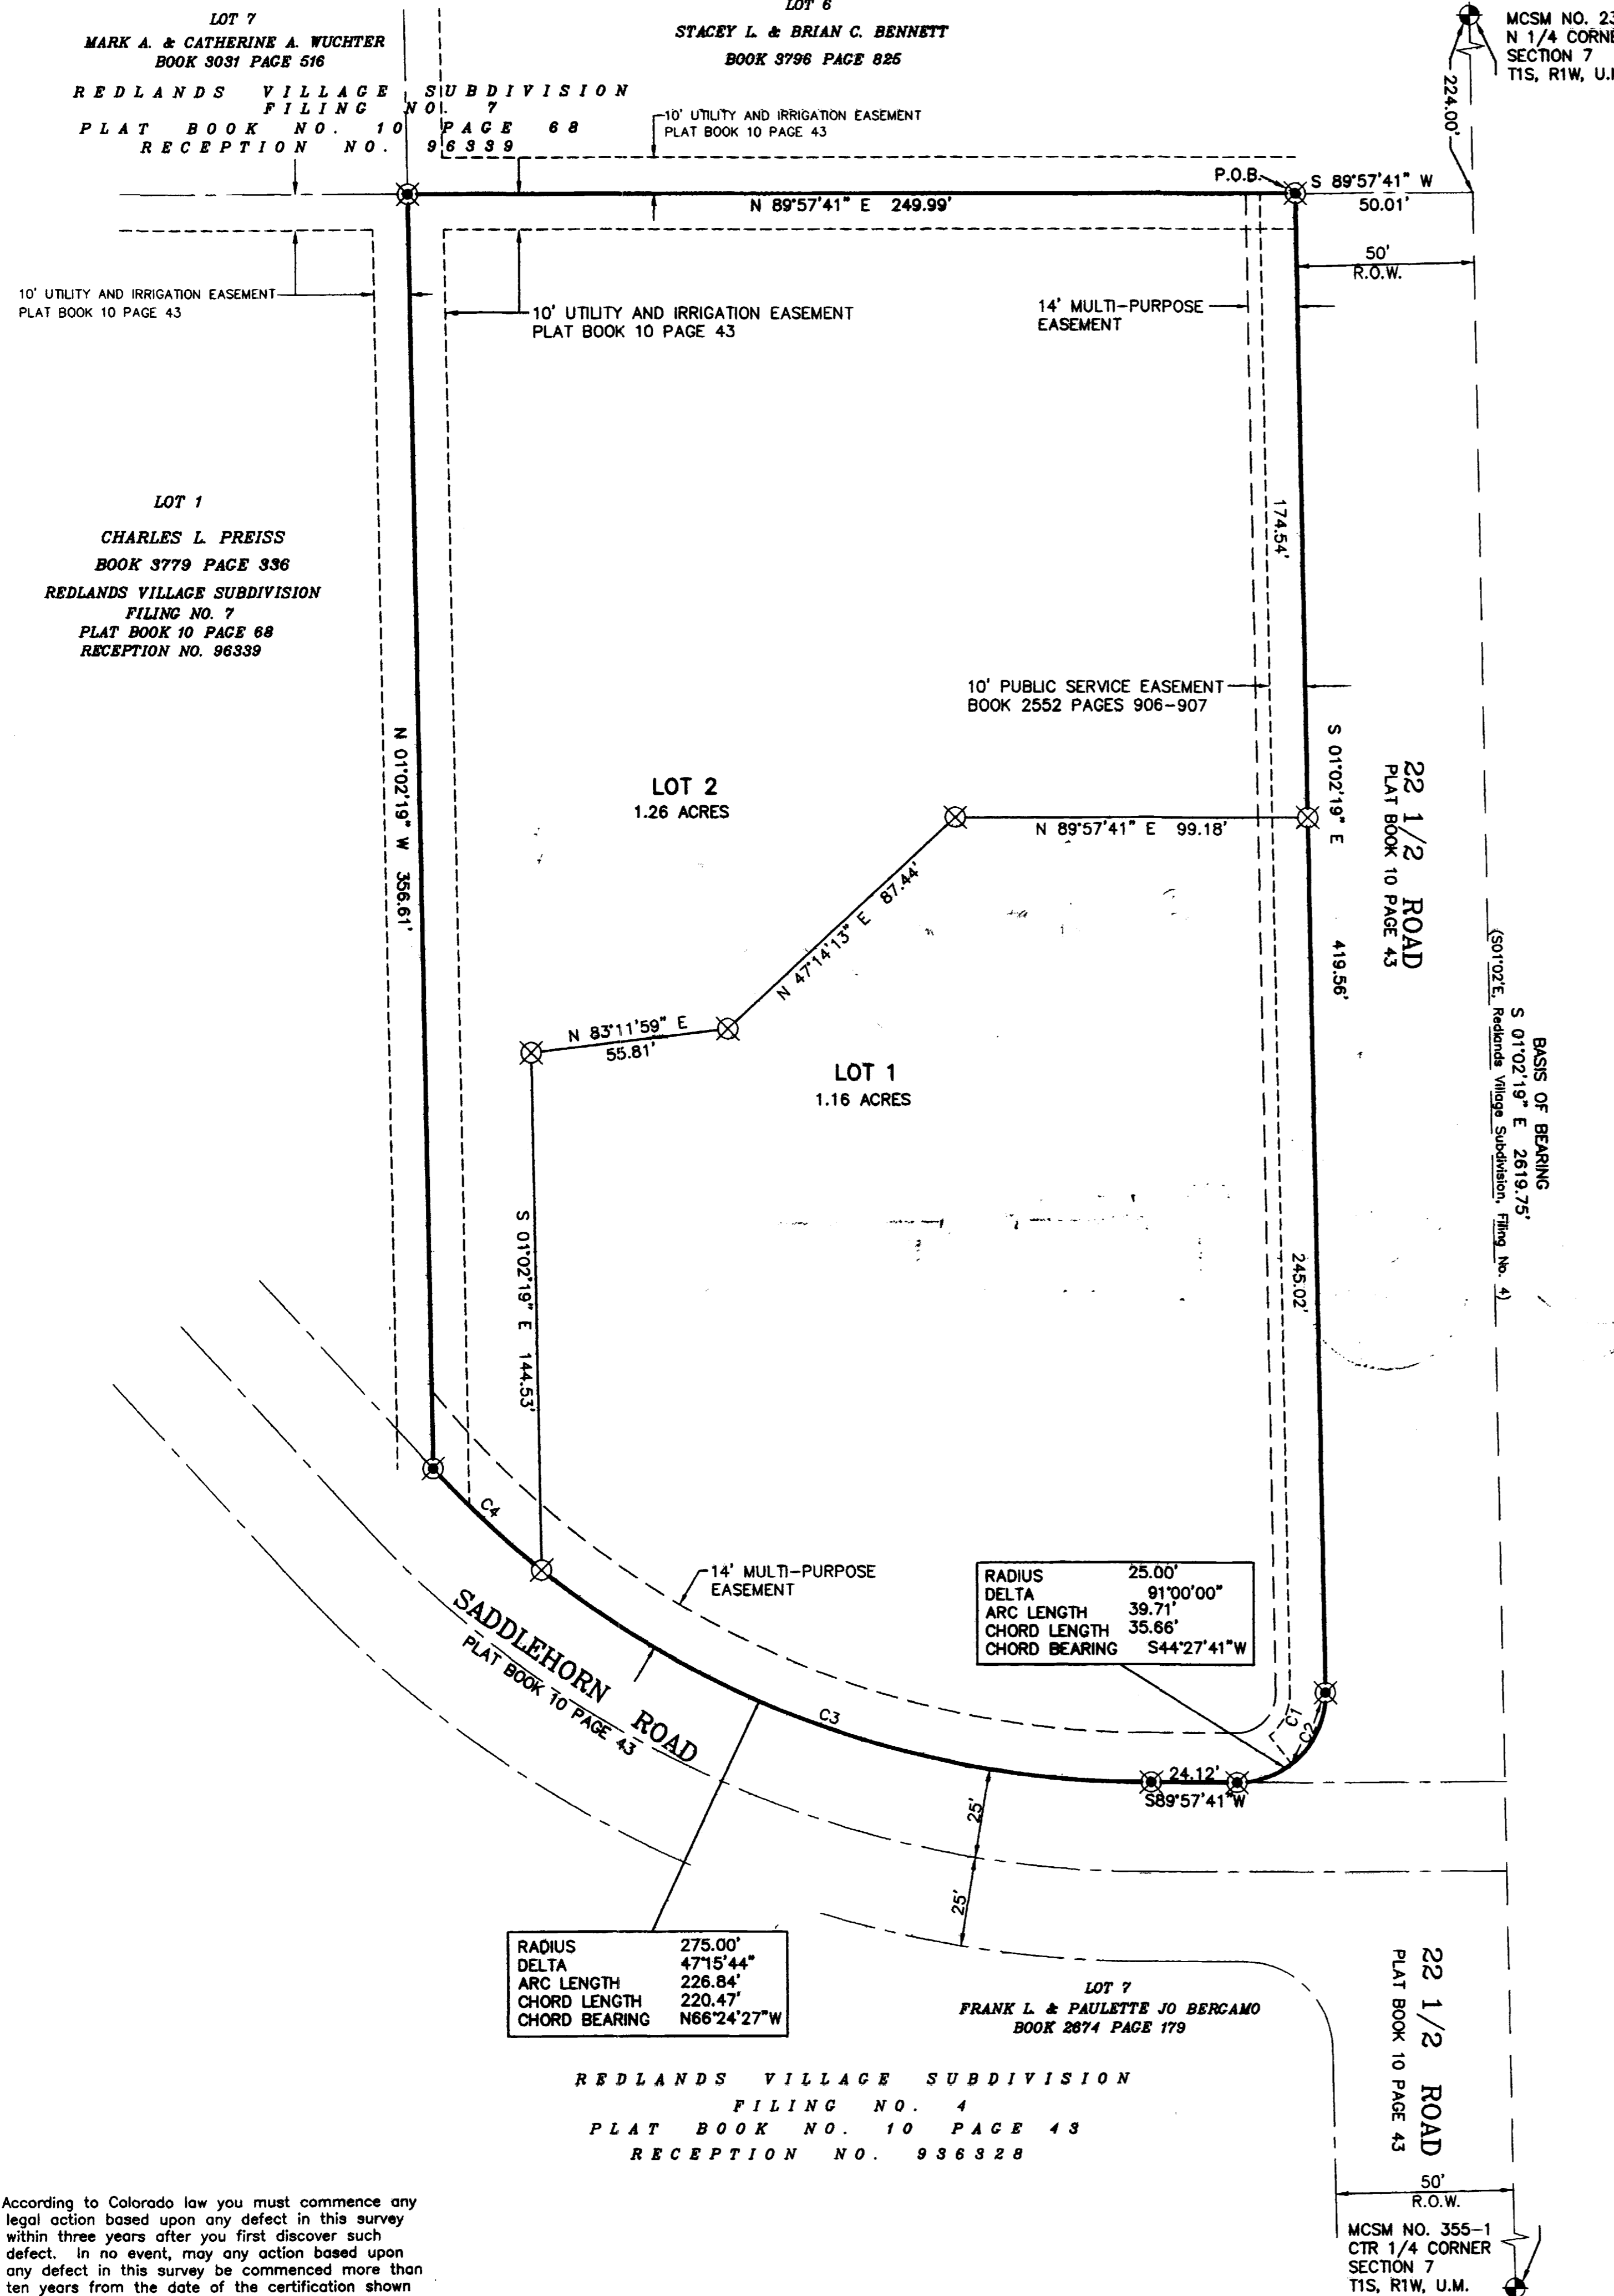 LOT 7
MARK A. & CATHERINE A. WUCHTER
BOOK 3031 PAGE 516
LOT 6
STACEY L. & BRIAN C. BENNETT
BOOK 3796 PAGE 825
MCSM NO.
N 1/4
SECTION 7
T1S, R1W,
224.00'
REDLANDS VILLAGE SUBDIVISION
FILING NO. 7
PLAT BOOK NO. 10 PAGE 68
RECEPTION NO. 96339
10' UTILITY AND IRRIGATION EASEMENT
PLAT BOOK 10 PAGE 43
P.O.B.
S 89°57'41" W
50.01'
N 89°57'41" E 249.99'
50'
R.O.W.
10' UTILITY AND IRRIGATION EASEMENT
PLAT BOOK 10 PAGE 43
10' UTILITY AND IRRIGATION EASEMENT
PLAT BOOK 10 PAGE 43
14' MULTI-PURPOSE
EASEMENT
174.54'
LOT 1
CHARLES L. PREISS
BOOK 3779 PAGE 336
REDLANDS VILLAGE SUBDIVISION
FILING NO. 7
PLAT BOOK 10 PAGE 68
RECEPTION NO. 96339
10' PUBLIC SERVICE EASEMENT
BOOK 2552 PAGES 906-907
N 01°02'19" W 356.61'
S 01°02'19" E 419.56'
22 1/2 ROAD
PLAT BOOK 10 PAGE 43
LOT 2
1.26 ACRES
N 89°57'41" E 99.18'
N 47°14'13" E 87.44'
N 83°11'59" E
55.81'
LOT 1
1.16 ACRES
BASIS OF BEARING
S 01°02'19" E 2619.75'
(S01°02'E, Redlands Village Subdivision, Filing No. 4)
S 01°02'19" E 144.53'
245.02'
C4
14' MULTI-PURPOSE
EASEMENT
RADIUS 25.00'
DELTA 91°00'00"
ARC LENGTH 39.71'
CHORD LENGTH 35.66'
CHORD BEARING S44°27'41"W
SADDLEHORN ROAD
PLAT BOOK 10 PAGE 43
C3
C1
C2
24.12'
S89°57'41"W
25'
25'
RADIUS 275.00'
DELTA 47°15'44"
ARC LENGTH 226.84'
CHORD LENGTH 220.47'
CHORD BEARING N66°24'27"W
LOT 7
FRANK L. & PAULETTE JO BERGAMO
BOOK 2674 PAGE 179
22 1/2 ROAD
PLAT BOOK 10 PAGE 43
REDLANDS VILLAGE SUBDIVISION
FILING NO. 4
PLAT BOOK NO. 10 PAGE 43
RECEPTION NO. 936328
50'
R.O.W.
MCSM NO. 355-1
CTR 1/4 CORNER
SECTION 7
T1S, R1W, U.M.
According to Colorado law you must commence any
legal action based upon any defect in this survey
within three years after you first discover such
defect. In no event, may any action based upon
any defect in this survey be commenced more than
ten years from the date of the certification shown